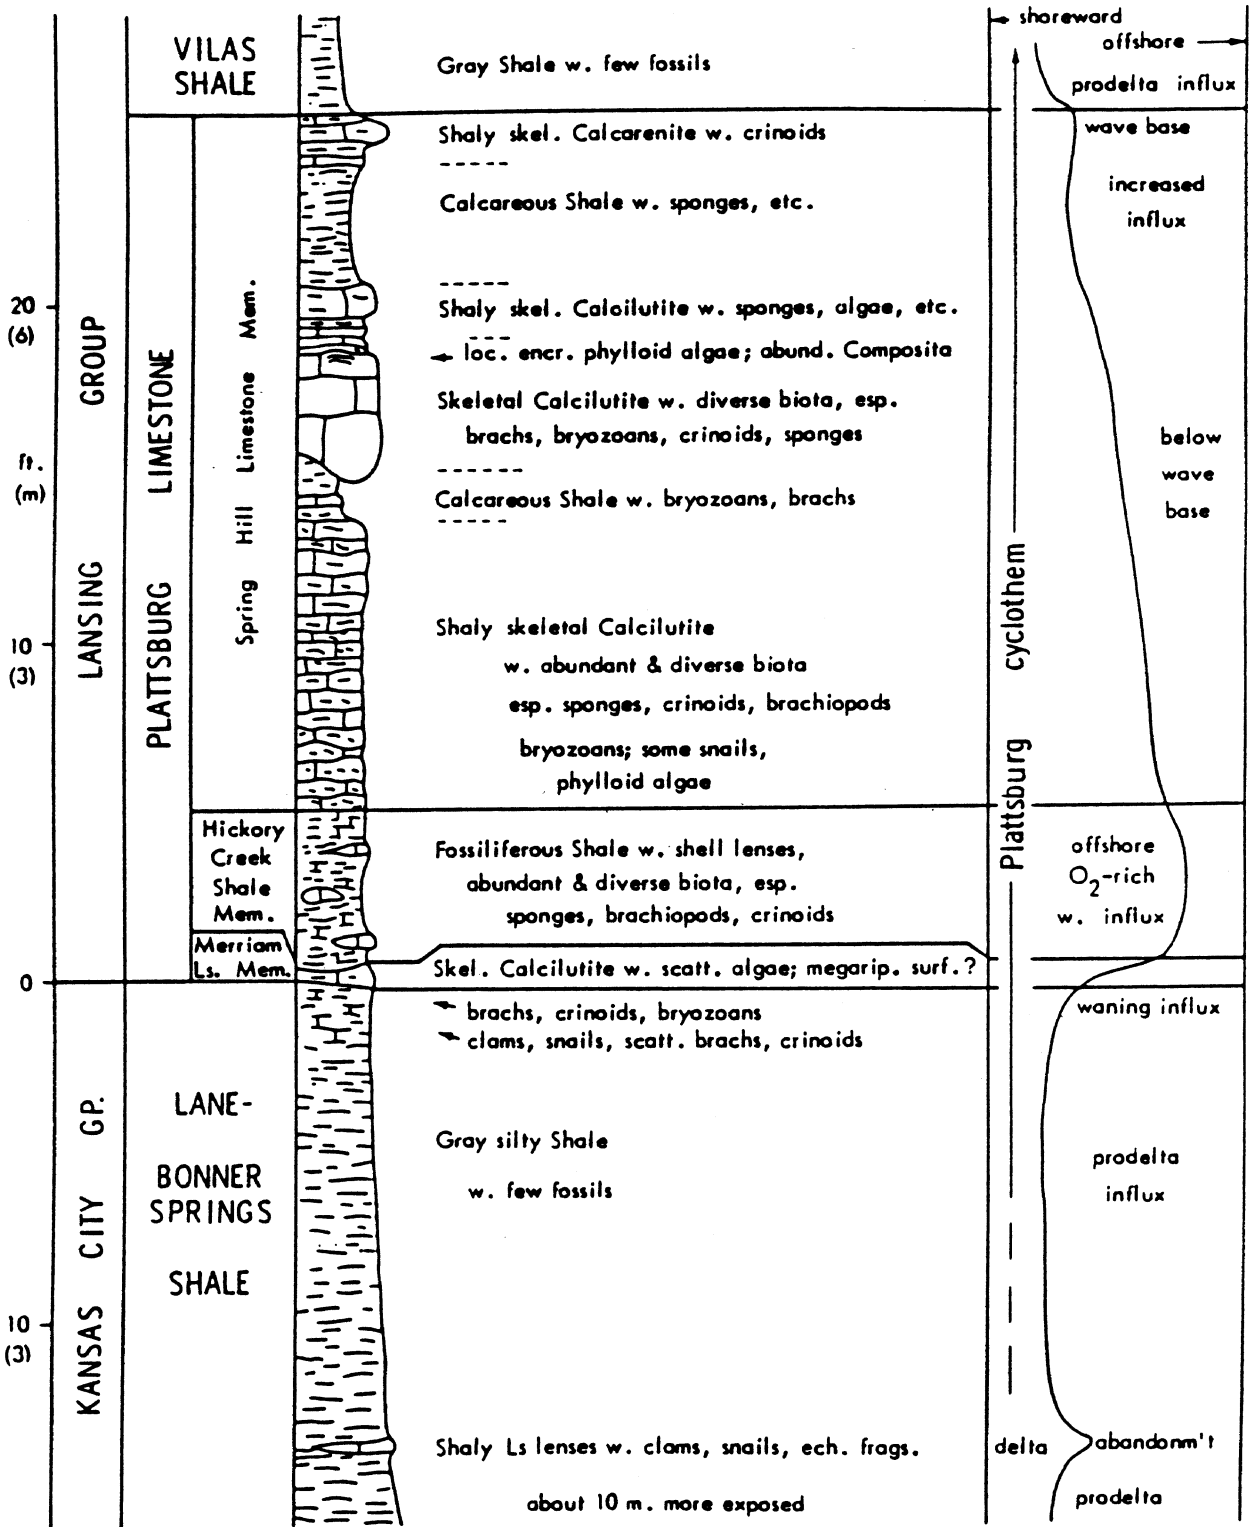 shoreward
offshore
VILAS
SHALE
Gray Shale w. few fossils
prodelta influx
Shaly skel. Calcarenite w. crinoids
wave base
Calcareous Shale w. sponges, etc.
increased
influx
20
(6)
Shaly skel. Calcilutite w. sponges, algae, etc.
loc. encr. phylloid algae; abund. Composita
Skeletal Calcilutite w. diverse biota, esp.
brachs, bryozoans, crinoids, sponges
below
wave
base
ft.
(m)
Calcareous Shale w. bryozoans, brachs
LANSING GROUP
PLATTSBURG LIMESTONE
Spring Hill Limestone Mem.
Plattsburg cyclothem
10
(3)
Shaly skeletal Calcilutite
w. abundant & diverse biota
esp. sponges, crinoids, brachiopods
bryozoans; some snails,
phylloid algae
Hickory
Creek
Shale
Mem.
Fossiliferous Shale w. shell lenses,
abundant & diverse biota, esp.
sponges, brachiopods, crinoids
offshore
O2-rich
w. influx
Merriam
Ls. Mem.
Skel. Calcilutite w. scatt. algae; megarip. surf.?
0
brachs, crinoids, bryozoans
clams, snails, scatt. brachs, crinoids
waning influx
KANSAS CITY GP.
LANE-
BONNER
SPRINGS
SHALE
Gray silty Shale
w. few fossils
prodelta
influx
10
(3)
Shaly Ls lenses w. clams, snails, ech. frags.
delta
abandonm't
about 10 m. more exposed
prodelta